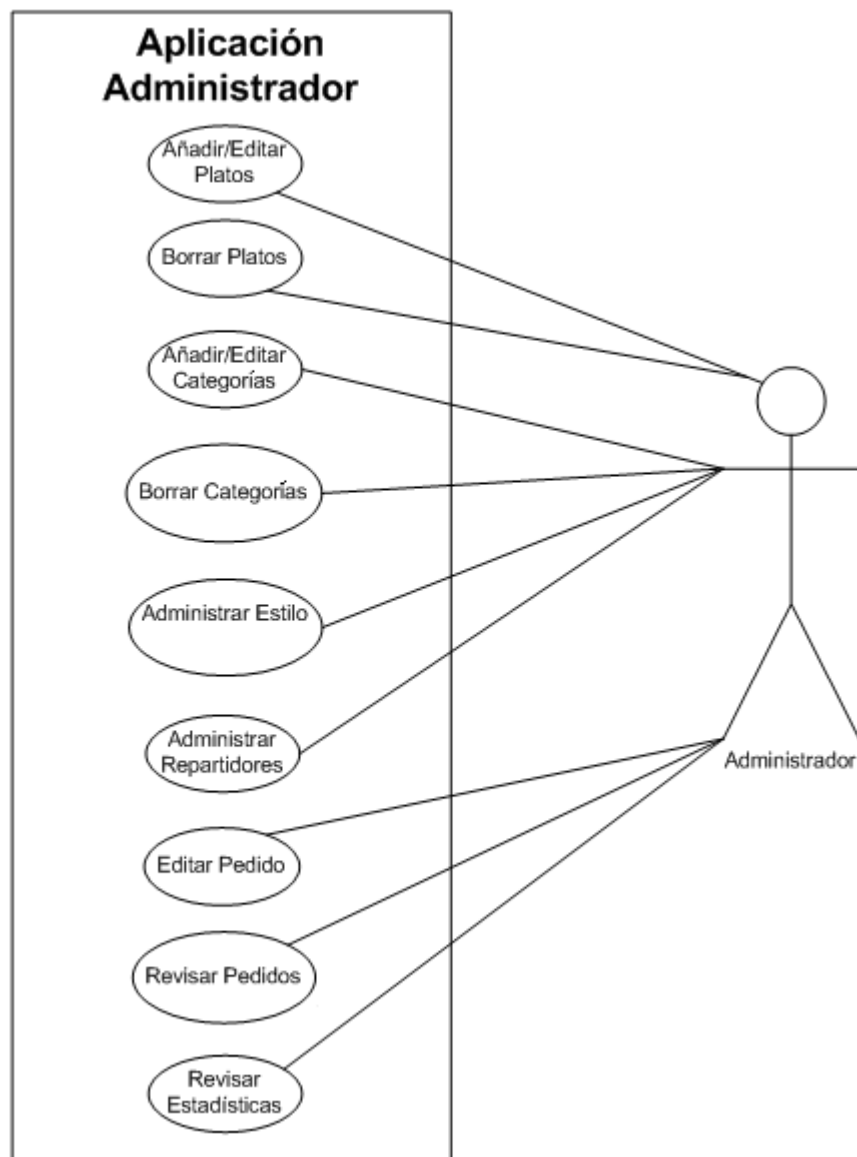 Aplicación
Administrador
Añadir/Editar
Platos
Borrar Platos
Añadir/Editar
Categorías
Borrar Categorías
Administrar Estilo
Administrar
Repartidores
Administrador
Editar Pedido
Revisar Pedidos
Revisar
Estadísticas